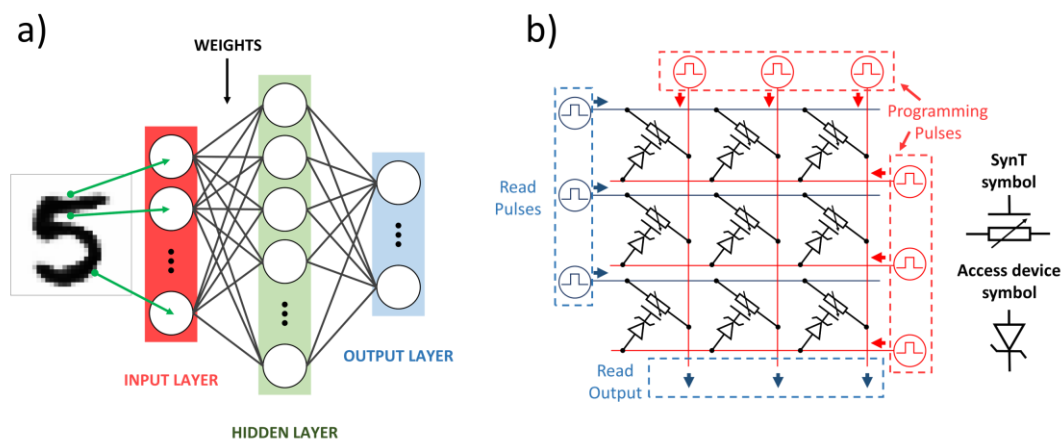 a)
WEIGHTS
5
INPUT LAYER
HIDDEN LAYER
OUTPUT LAYER
b)
Programming
Pulses
Read
Pulses
Read
Output
SynT
symbol
Access device
symbol